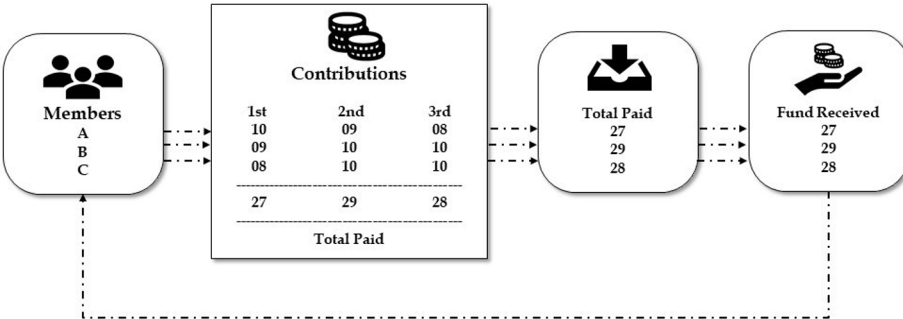 Members
A
B
C
Contributions
1st 2nd 3rd
10 09 08
09 10 10
08 10 10
27 29 28
Total Paid
Total Paid
27
29
28
Fund Received
27
29
28